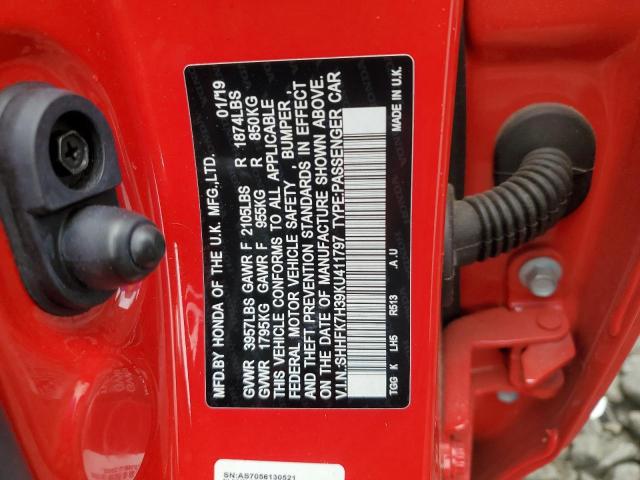 MFD.BY HONDA OF THE U.K. MFG.,LTD. 01/19
GVWR 3957LBS GAWR F 2105LBS R 1874LBS
GVWR 1795KG GAWR F 955KG R 850KG
THIS VEHICLE CONFORMS TO ALL APPLICABLE
FEDERAL MOTOR VEHICLE SAFETY , BUMPER ,
AND THEFT PREVENTION STANDARDS IN EFFECT
ON THE DATE OF MANUFACTURE SHOWN ABOVE.
V.I.N.:SHHFK7H39KU411797 TYPE:PASSENGER CAR
TGG K LH5 R513 .A.U MADE IN U.K.
SN:AS7056130521